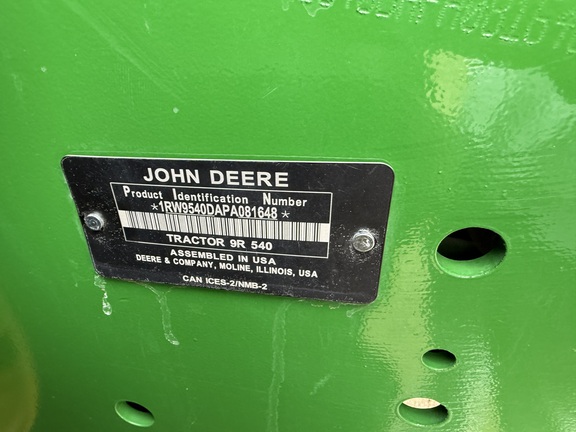 JOHN DEERE
Product Identification Number
*1RW9540DAPA081648*
TRACTOR 9R 540
ASSEMBLED IN USA
DEERE & COMPANY, MOLINE, ILLINOIS, USA
CAN ICES-2/NMB-2